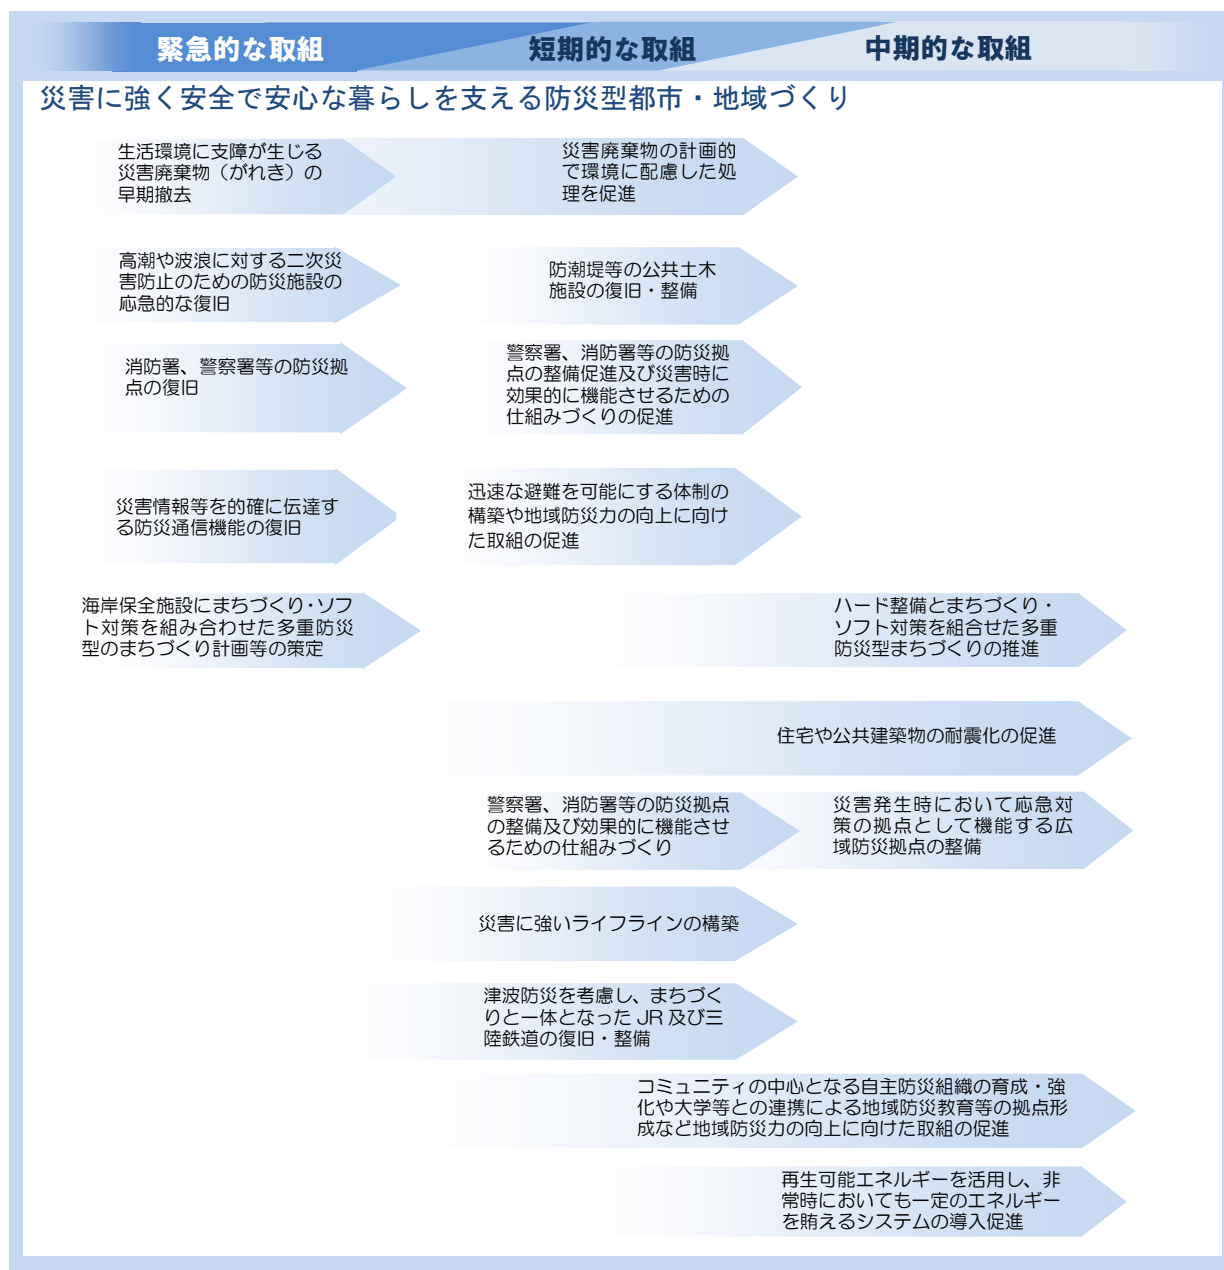 緊急的な取組 短期的な取組 中期的な取組
災害に強く安全で安心な暮らしを支える防災型都市・地域づくり
生活環境に支障が生じる
災害廃棄物（がれき）の
早期撤去
災害廃棄物の計画的
で環境に配慮した処
理を促進
高潮や波浪に対する二次災
害防止のための防災施設の
応急的な復旧
防潮堤等の公共土木
施設の復旧・整備
消防署、警察署等の防災拠
点の復旧
警察署、消防署等の防災拠
点の整備促進及び災害時に
効果的に機能させるための
仕組みづくりの促進
災害情報等を的確に伝達す
る防災通信機能の復旧
迅速な避難を可能にする体制の
構築や地域防災力の向上に向け
た取組の促進
海岸保全施設にまちづくり・ソフ
ト対策を組み合わせた多重防災
型のまちづくり計画等の策定
ハード整備とまちづくり・
ソフト対策を組合せた多重
防災型まちづくりの推進
住宅や公共建築物の耐震化の促進
警察署、消防署等の防災拠点
の整備及び効果的に機能させ
るための仕組みづくり
災害発生時において応急対
策の拠点として機能する広
域防災拠点の整備
災害に強いライフラインの構築
津波防災を考慮し、まちづく
りと一体となった JR 及び三
陸鉄道の復旧・整備
コミュニティの中心となる自主防災組織の育成・強
化や大学等との連携による地域防災教育等の拠点形
成など地域防災力の向上に向けた取組の促進
再生可能エネルギーを活用し、非
常時においても一定のエネルギー
を賄えるシステムの導入促進